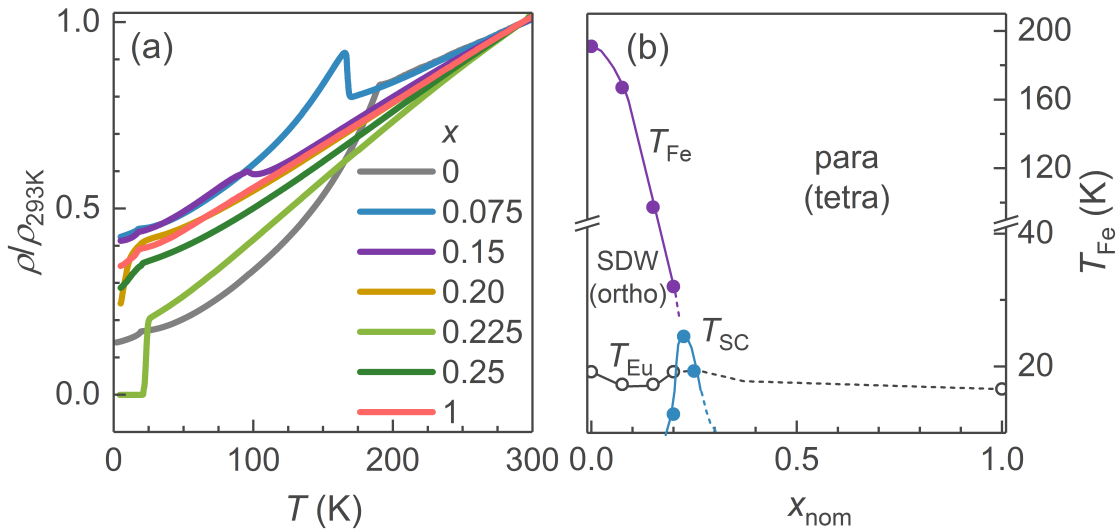 (a)
1.0
0.5
0.0
ρ/ρ293K
0
100
200
300
T (K)
x
0
0.075
0.15
0.20
0.225
0.25
1
(b)
TFe
para
(tetra)
SDW
(ortho)
TSC
TEu
200
160
120
80
40
20
TFe (K)
0.0
0.5
1.0
xnom